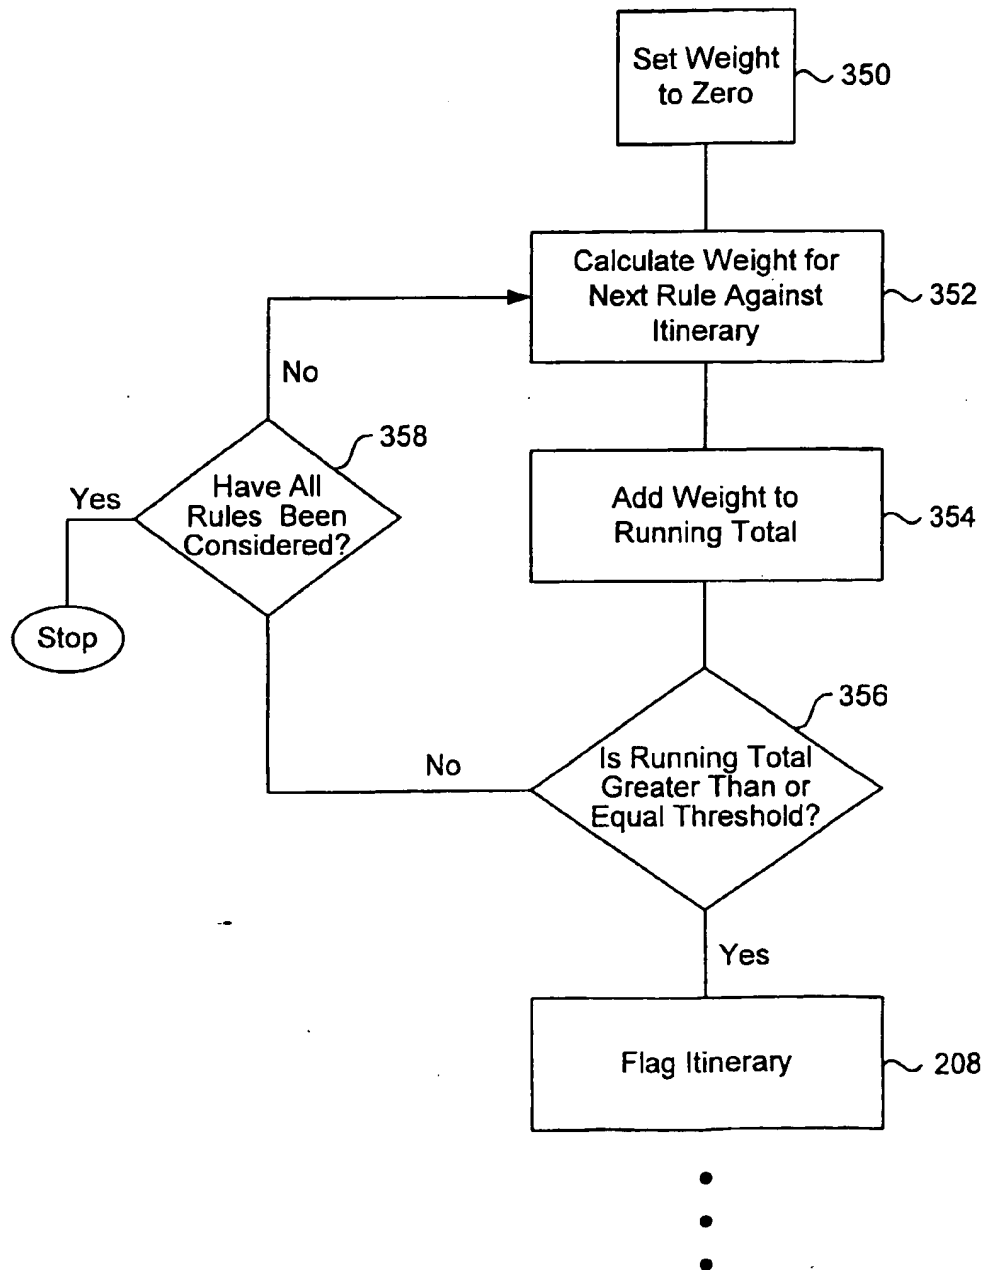 Set Weight
to Zero
350
Calculate Weight for
Next Rule Against
Itinerary
352
No
358
Have All
Rules Been
Considered?
Yes
Stop
Add Weight to
Running Total
354
356
Is Running Total
Greater Than or
Equal Threshold?
No
Yes
Flag Itinerary
208